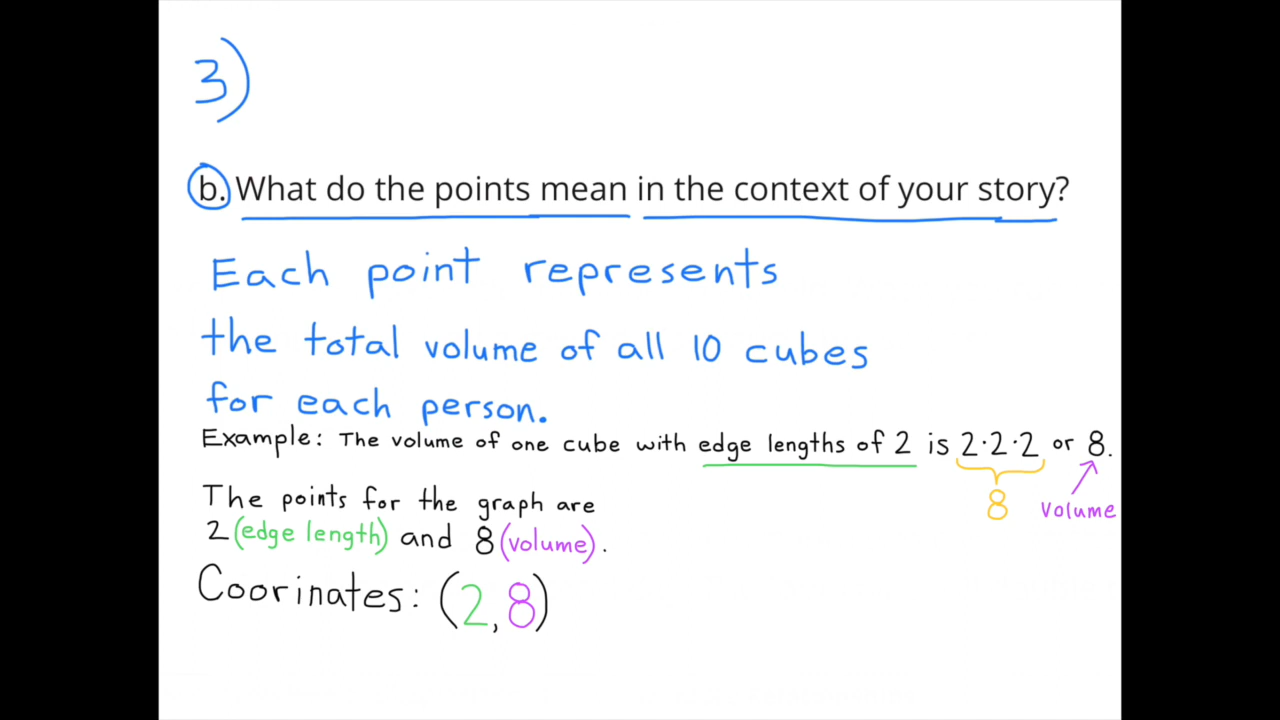 3)
b. What do the points mean in the context of your story?
Each point represents
the total volume of all 10 cubes
for each person.
Example: The volume of one cube with edge lengths of 2 is 2·2·2 or 8.
8 volume
The points for the graph are
2 (edge length) and 8 (volume).
Coorinates: (2,8)